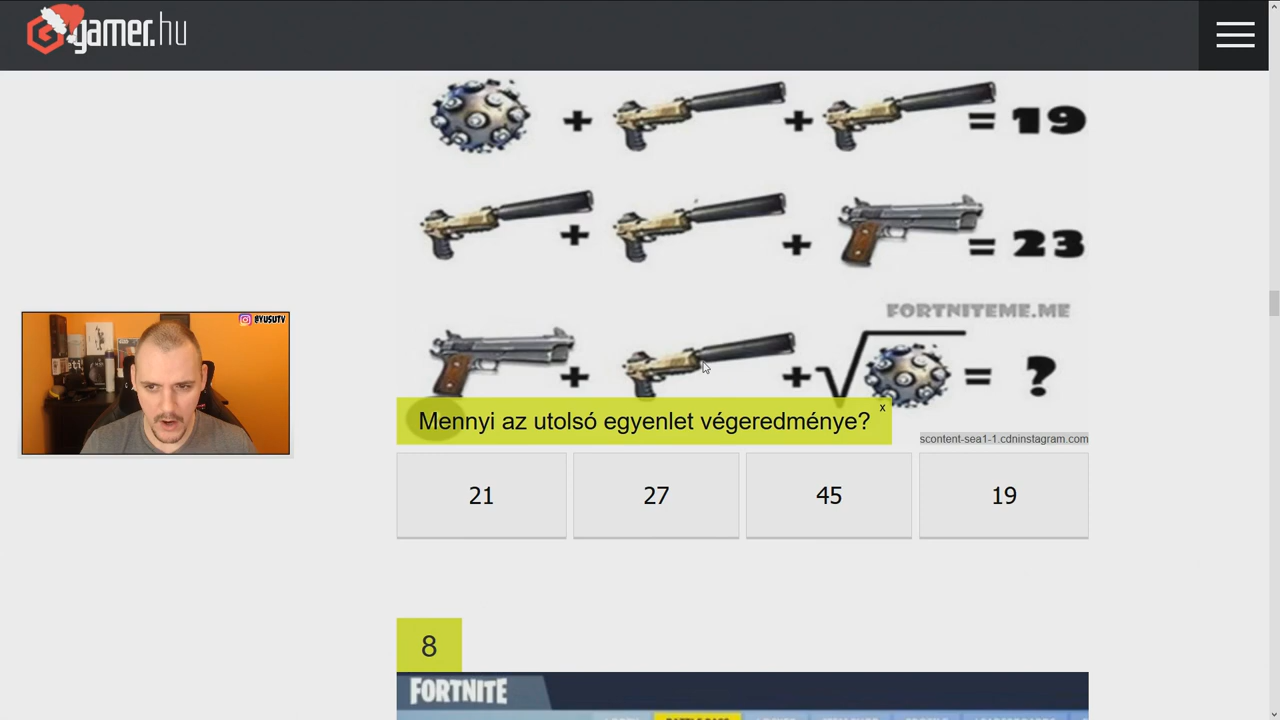 gamer.hu
+ + = 19
+ + = 23
FORTNITEME.ME
+ + √ = ?
@YUSUTV
Mennyi az utolsó egyenlet végeredménye?
x
scontent-sea1-1.cdninstagram.com
21 27 45 19
8
FORTNITE